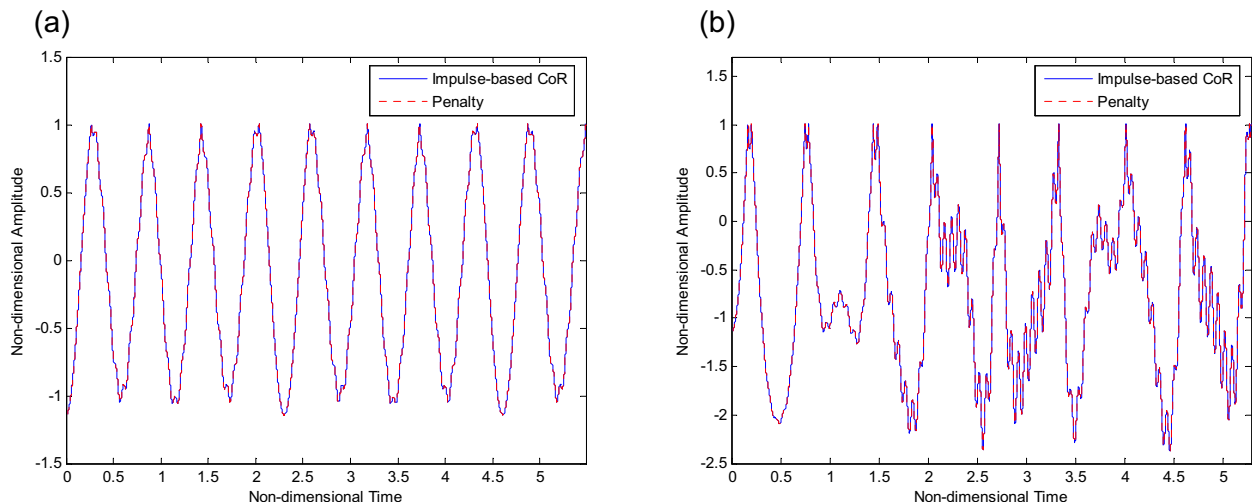 (a)
1.5
1
0.5
0
-0.5
-1
-1.5
Non-dimensional Amplitude
Impulse-based CoR
Penalty
0 0.5 1 1.5 2 2.5 3 3.5 4 4.5 5
Non-dimensional Time
(b)
1.5
1
0.5
0
-0.5
-1
-1.5
-2
-2.5
Non-dimensional Amplitude
Impulse-based CoR
Penalty
0 0.5 1 1.5 2 2.5 3 3.5 4 4.5 5
Non-dimensional Time